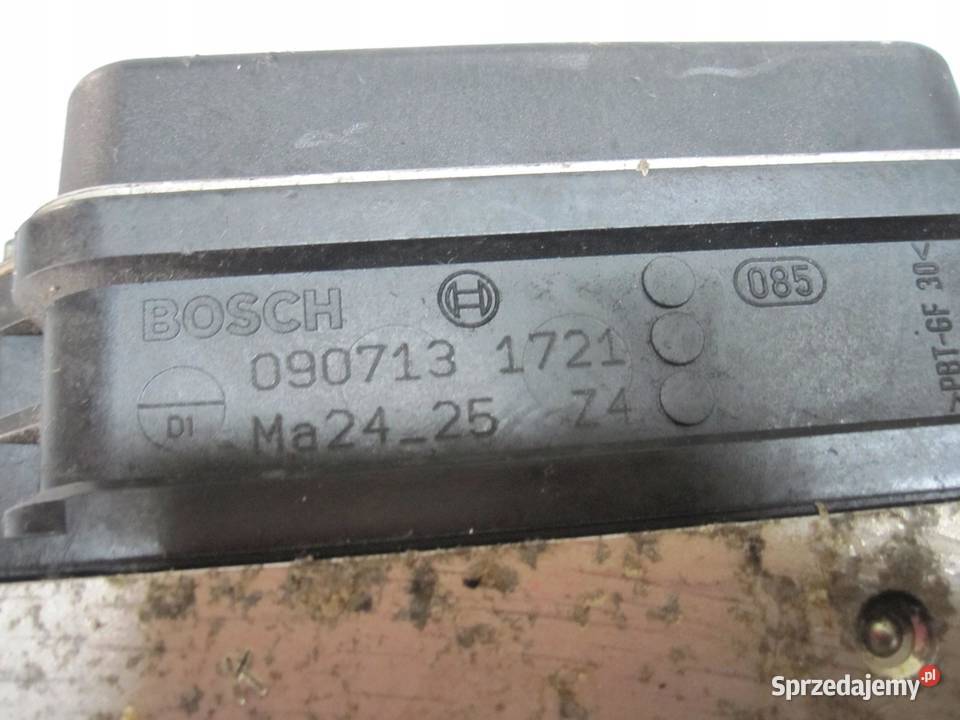 BOSCH
085
090713 1721
D1
Ma24_25 Z4
PBT-GF 30<
Sprzedajemy.pl